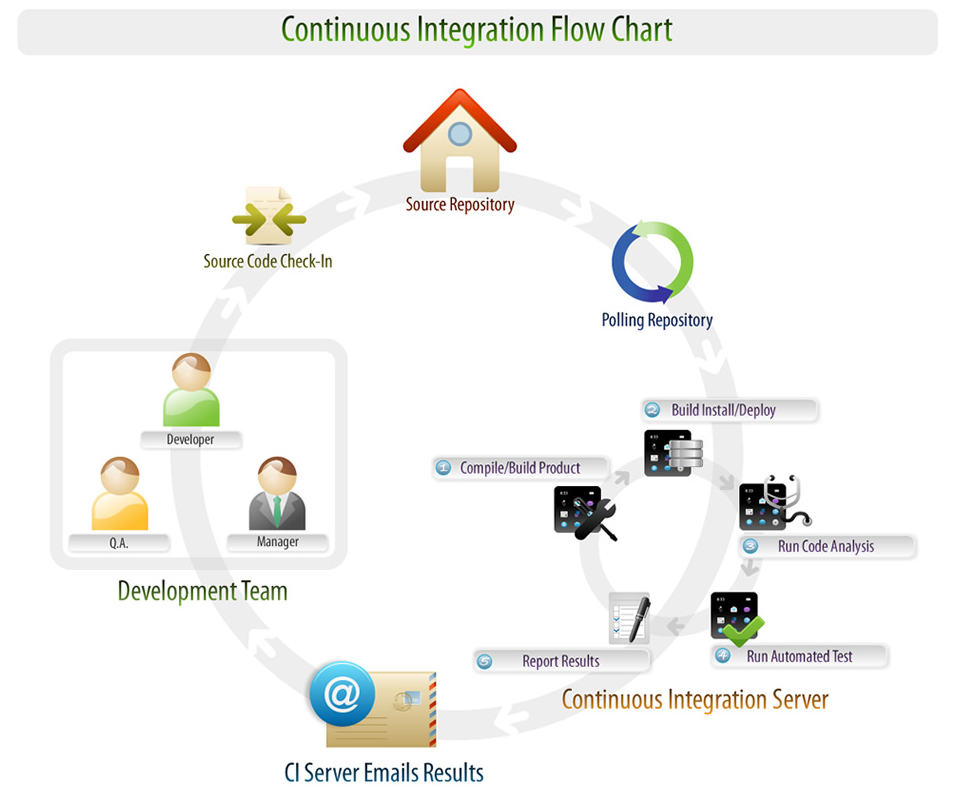 Continuous Integration Flow Chart
Source Repository
Source Code Check-In
Polling Repository
Developer
Q.A.
Manager
Development Team
2 Build Install/Deploy
1 Compile/Build Product
3 Run Code Analysis
4 Run Automated Test
5 Report Results
Continuous Integration Server
@
CI Server Emails Results